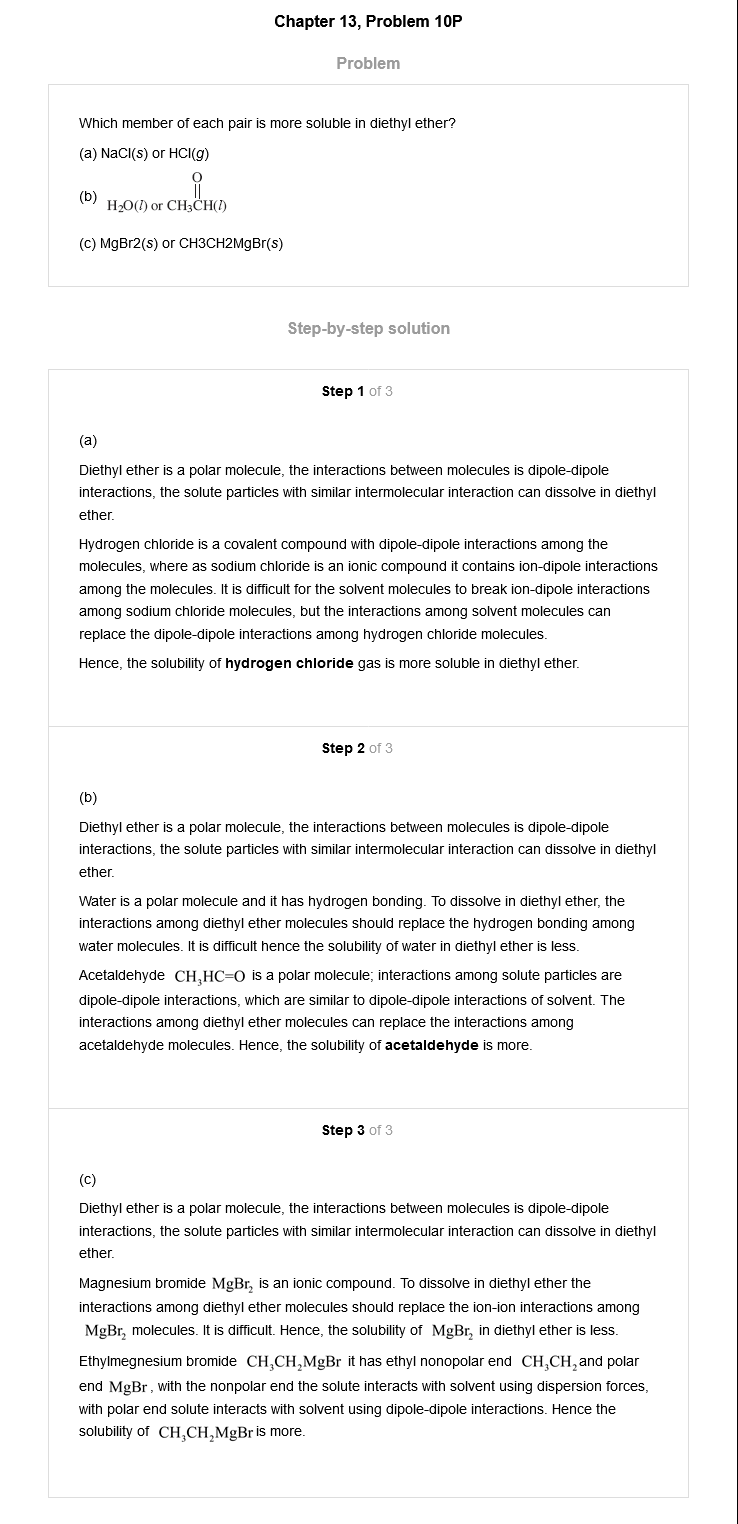 Chapter 13, Problem 10P
Problem
Which member of each pair is more soluble in diethyl ether?
(a) NaCl(s) or HCl(g)
O
(b) H₂O(l) or CH₃CH(l)
(c) MgBr2(s) or CH3CH2MgBr(s)
Step-by-step solution
Step 1 of 3
(a)
Diethyl ether is a polar molecule, the interactions between molecules is dipole-dipole
interactions, the solute particles with similar intermolecular interaction can dissolve in diethyl
ether.
Hydrogen chloride is a covalent compound with dipole-dipole interactions among the
molecules, where as sodium chloride is an ionic compound it contains ion-dipole interactions
among the molecules. It is difficult for the solvent molecules to break ion-dipole interactions
among sodium chloride molecules, but the interactions among solvent molecules can
replace the dipole-dipole interactions among hydrogen chloride molecules.
Hence, the solubility of hydrogen chloride gas is more soluble in diethyl ether.
Step 2 of 3
(b)
Diethyl ether is a polar molecule, the interactions between molecules is dipole-dipole
interactions, the solute particles with similar intermolecular interaction can dissolve in diethyl
ether.
Water is a polar molecule and it has hydrogen bonding. To dissolve in diethyl ether, the
interactions among diethyl ether molecules should replace the hydrogen bonding among
water molecules. It is difficult hence the solubility of water in diethyl ether is less.
Acetaldehyde CH₃HC=O is a polar molecule; interactions among solute particles are
dipole-dipole interactions, which are similar to dipole-dipole interactions of solvent. The
interactions among diethyl ether molecules can replace the interactions among
acetaldehyde molecules. Hence, the solubility of acetaldehyde is more.
Step 3 of 3
(c)
Diethyl ether is a polar molecule, the interactions between molecules is dipole-dipole
interactions, the solute particles with similar intermolecular interaction can dissolve in diethyl
ether.
Magnesium bromide MgBr₂ is an ionic compound. To dissolve in diethyl ether the
interactions among diethyl ether molecules should replace the ion-ion interactions among
MgBr₂ molecules. It is difficult. Hence, the solubility of MgBr₂ in diethyl ether is less.
Ethylmegnesium bromide CH₃CH₂MgBr it has ethyl nonopolar end CH₃CH₂ and polar
end MgBr, with the nonpolar end the solute interacts with solvent using dispersion forces,
with polar end solute interacts with solvent using dipole-dipole interactions. Hence the
solubility of CH₃CH₂MgBr is more.